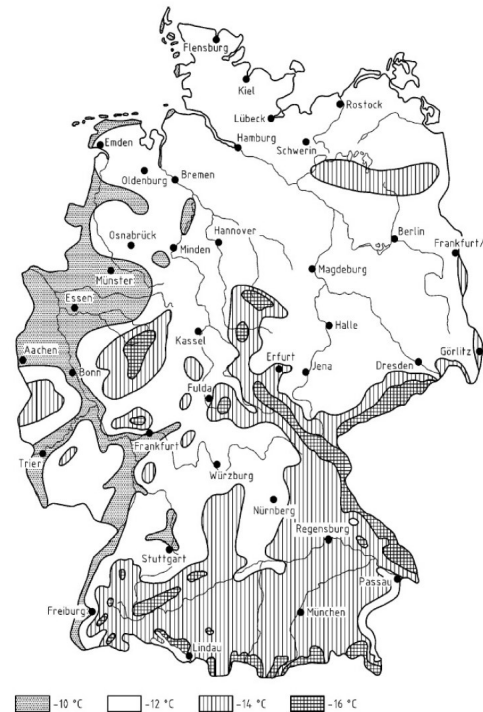 Flensburg
Kiel
Rostock
Lübeck
Hamburg
Schwerin
Emden
Oldenburg
Bremen
Berlin
Hannover
Frankfurt/
Osnabrück
Minden
Magdeburg
Münster
Essen
Halle
Kassel
Görlitz
Aachen
Erfurt
Dresden
Jena
Bonn
Fulda
Frankfurt
Trier
Würzburg
Nürnberg
Regensburg
Stuttgart
Passau
Freiburg
München
Lindau
-10 °C
-12 °C
-14 °C
-16 °C